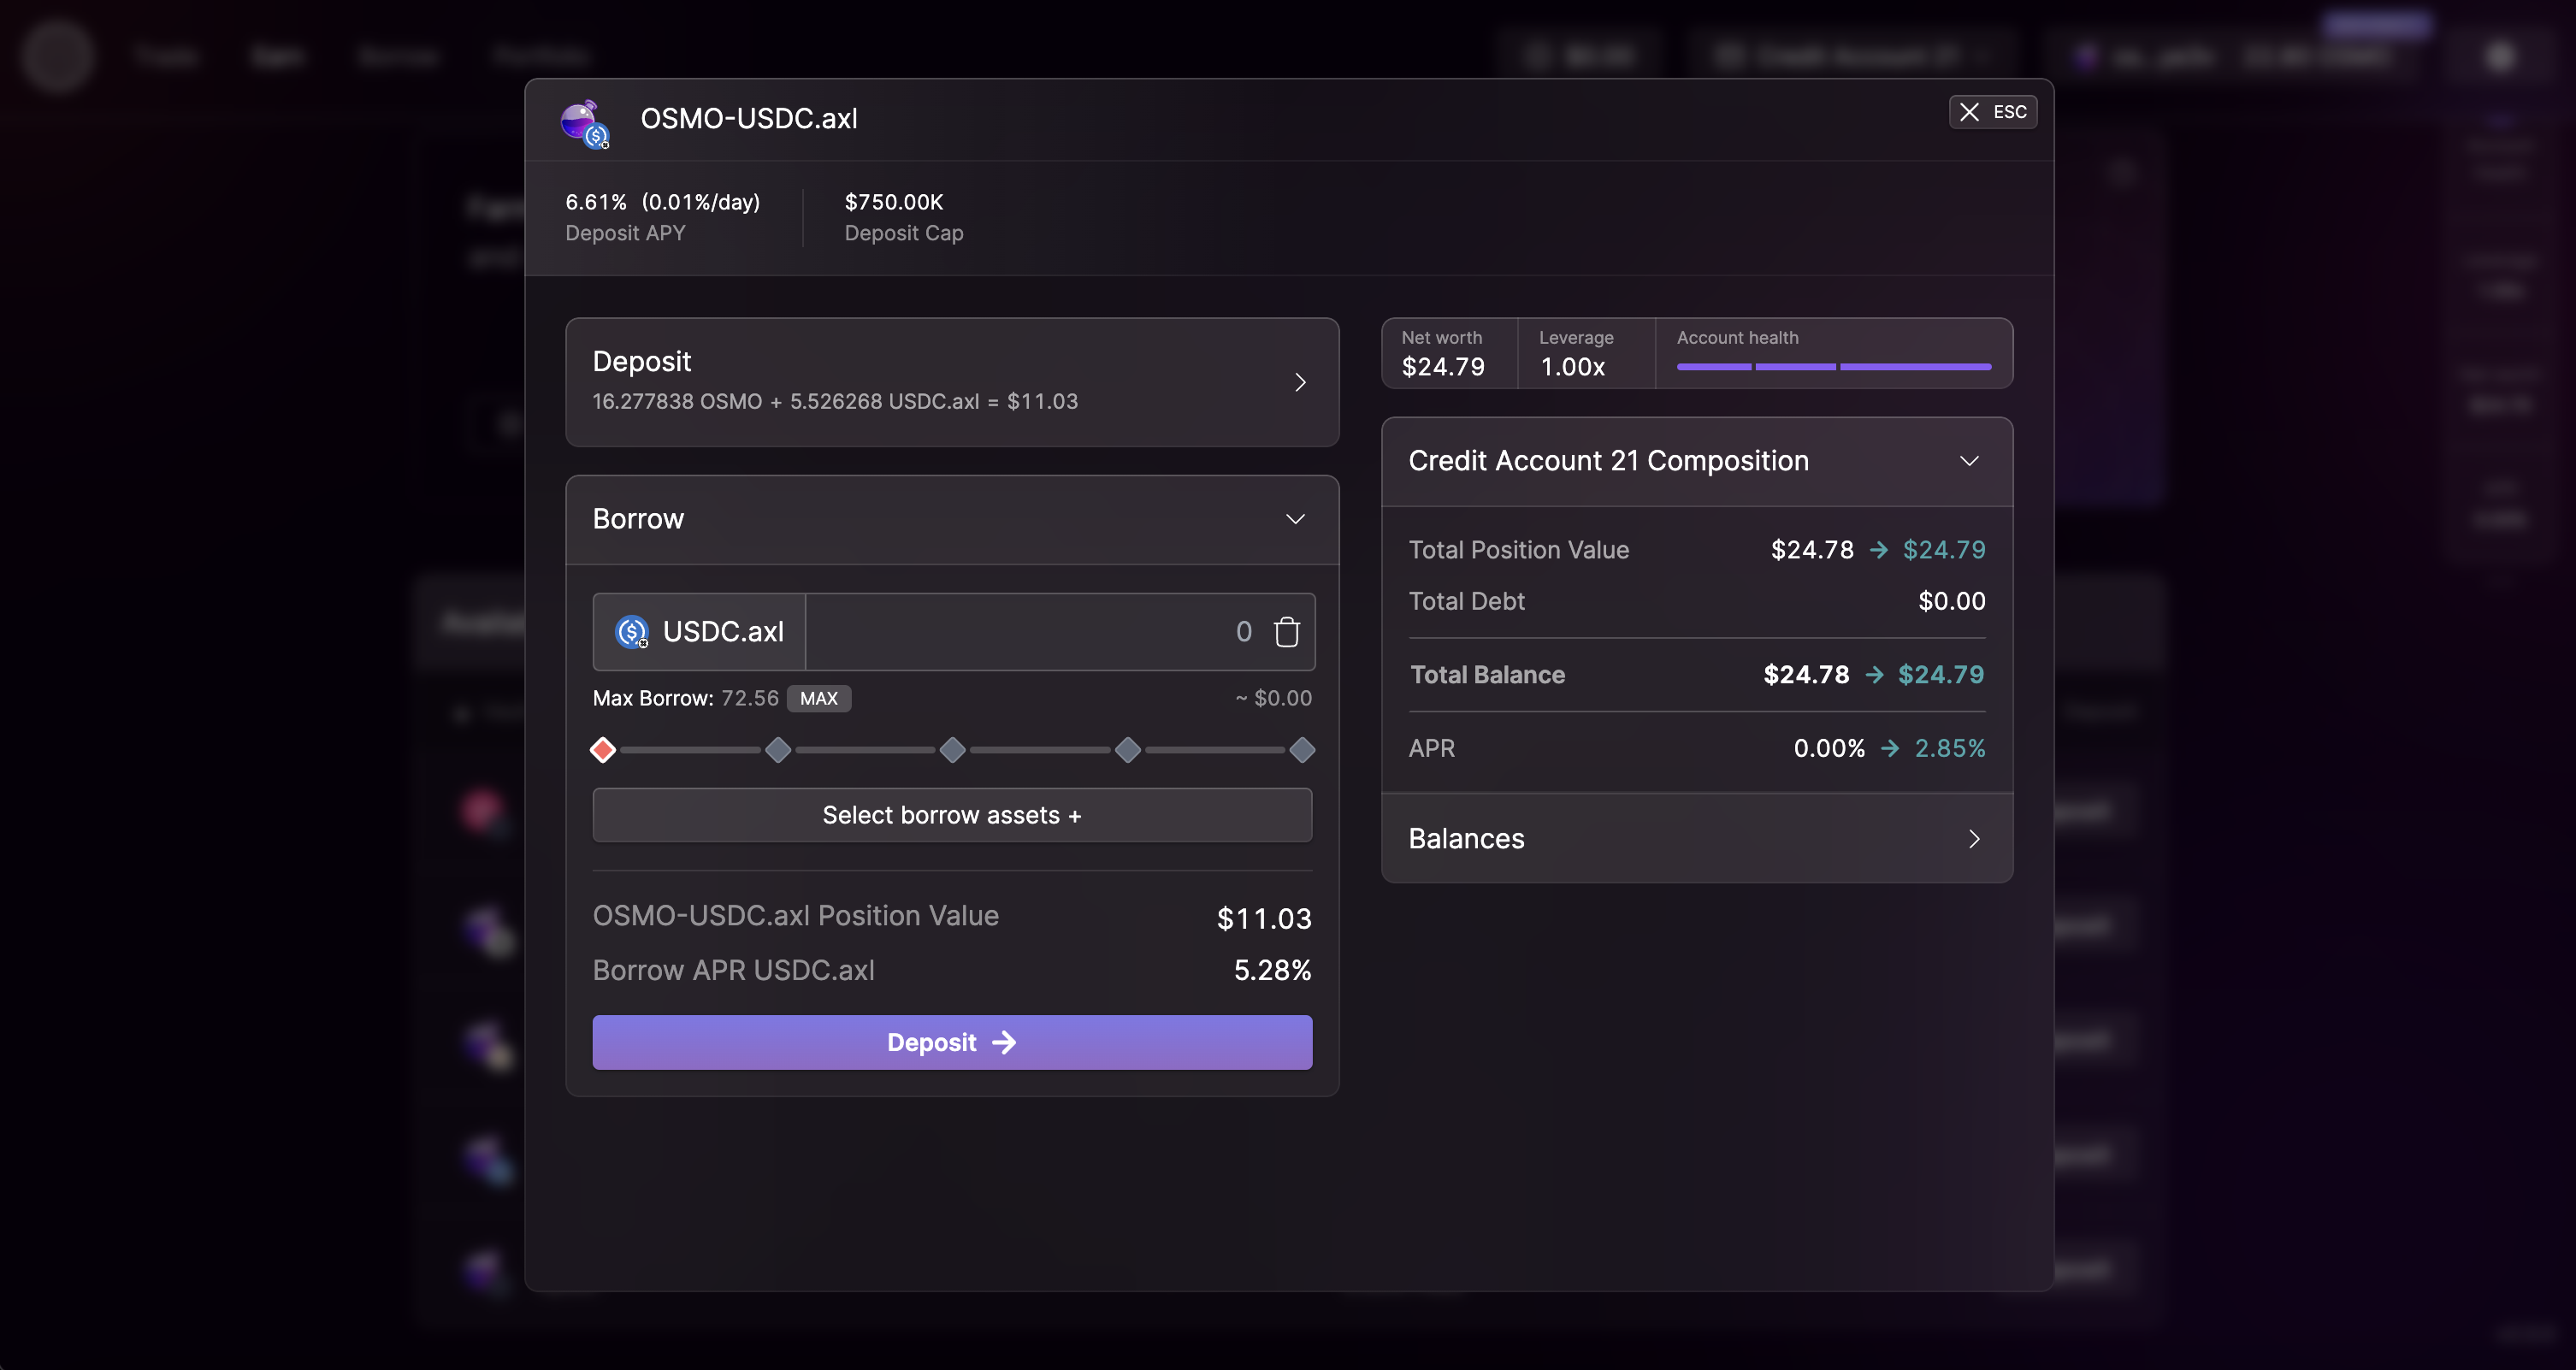 OSMO-USDC.axl
ESC
6.61% (0.01%/day)
Deposit APY
$750.00K
Deposit Cap
Deposit
16.277838 OSMO + 5.526268 USDC.axl = $11.03
Borrow
USDC.axl
0
Max Borrow: 72.56 MAX
~ $0.00
Select borrow assets +
OSMO-USDC.axl Position Value
$11.03
Borrow APR USDC.axl
5.28%
Deposit →
Net worth
$24.79
Leverage
1.00x
Account health
Credit Account 21 Composition
Total Position Value
$24.78 → $24.79
Total Debt
$0.00
Total Balance
$24.78 → $24.79
APR
0.00% → 2.85%
Balances